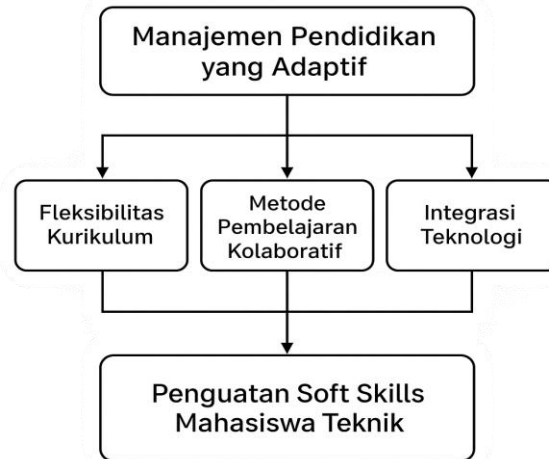 Manajemen Pendidikan
yang Adaptif
Fleksibilitas
Kurikulum
Metode
Pembelajaran
Kolaboratif
Integrasi
Teknologi
Penguatan Soft Skills
Mahasiswa Teknik